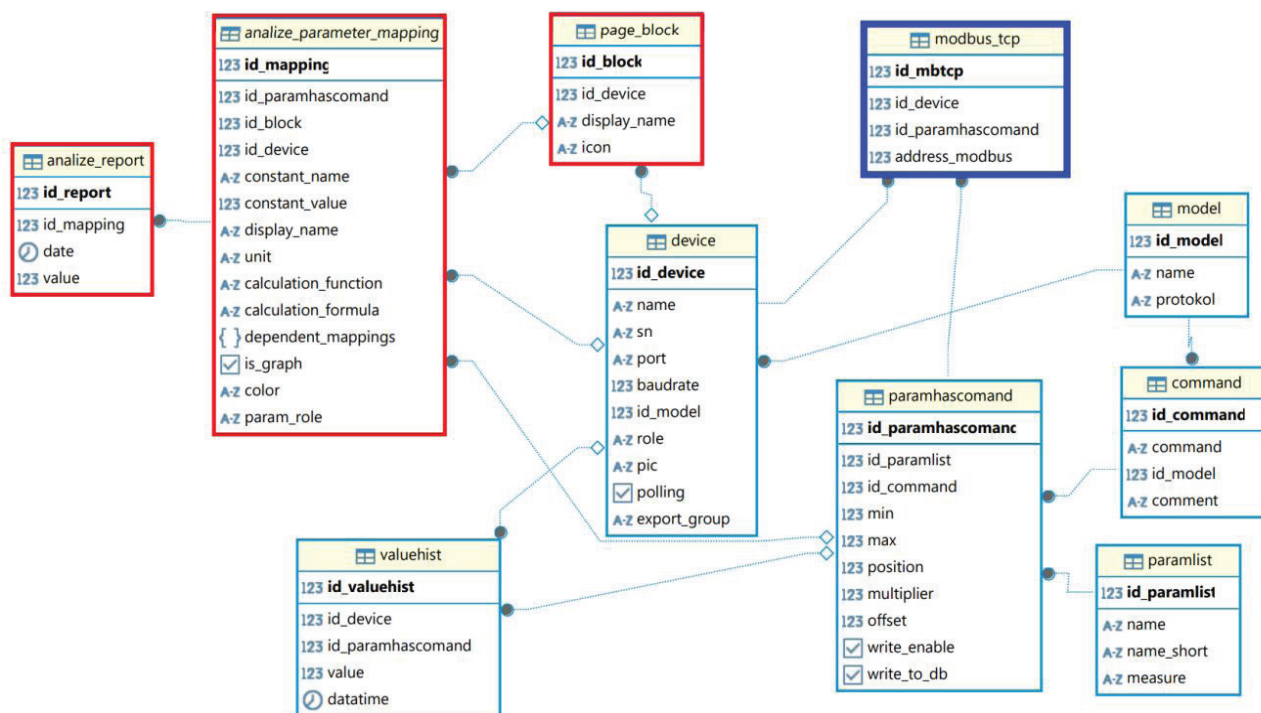 analize_report
123 id_report
123 id_mapping
date
123 value
analize_parameter_mapping
123 id_mapping
123 id_paramhascomand
123 id_block
123 id_device
A-Z constant_name
123 constant_value
A-Z display_name
A-Z unit
A-Z calculation_function
A-Z calculation_formula
{ } dependent_mappings
is_graph
A-Z color
A-Z param_role
page_block
123 id_block
123 id_device
A-Z display_name
A-Z icon
modbus_tcp
123 id_mbtcp
123 id_device
123 id_paramhascomand
123 address_modbus
device
123 id_device
A-Z name
A-Z sn
A-Z port
123 baudrate
123 id_model
A-Z role
A-Z pic
polling
A-Z export_group
model
123 id_model
A-Z name
A-Z protokol
command
123 id_command
A-Z command
123 id_model
A-Z comment
paramhascomand
123 id_paramhascomanc
123 id_paramlist
123 id_command
123 min
123 max
123 position
123 multiplier
123 offset
write_enable
write_to_db
paramlist
123 id_paramlist
A-Z name
A-Z name_short
A-Z measure
valuehist
123 id_valuehist
123 id_device
123 id_paramhascomand
123 value
datatime